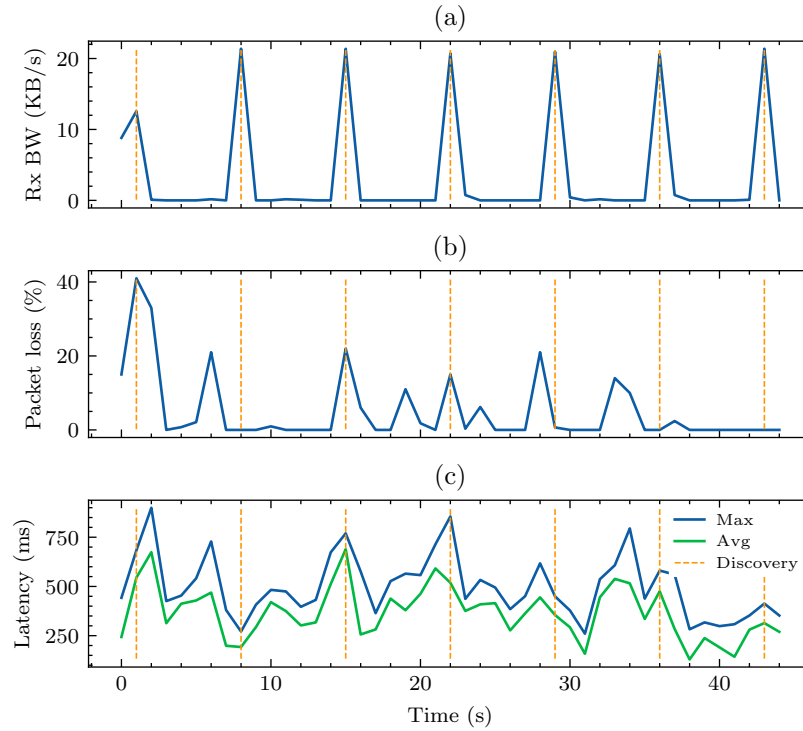 (a)
Rx BW (KB/s)
20
10
0
(b)
Packet loss (%)
40
20
0
(c)
Latency (ms)
750
500
250
Max
Avg
Discovery
0 10 20 30 40
Time (s)